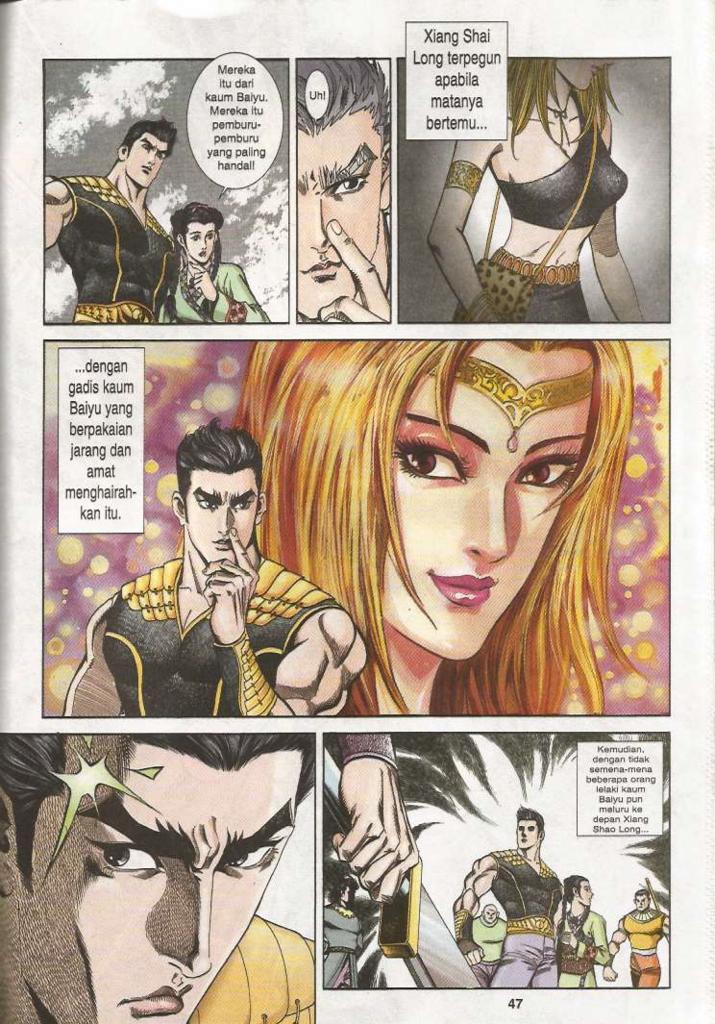 Mereka
itu dari
kaum Baiyu.
Mereka itu
pemburu-
pemburu
yang paling
handal!
Uh!
Xiang Shai
Long terpegun
apabila
matanya
bertemu...
...dengan
gadis kaum
Baiyu yang
berpakaian
jarang dan
amat
menghairah-
kan itu.
Kemudian,
dengan tidak
semena-mena
beberapa orang
lelaki kaum
Baiyu pun
meluru ke
depan Xiang
Shao Long...
47